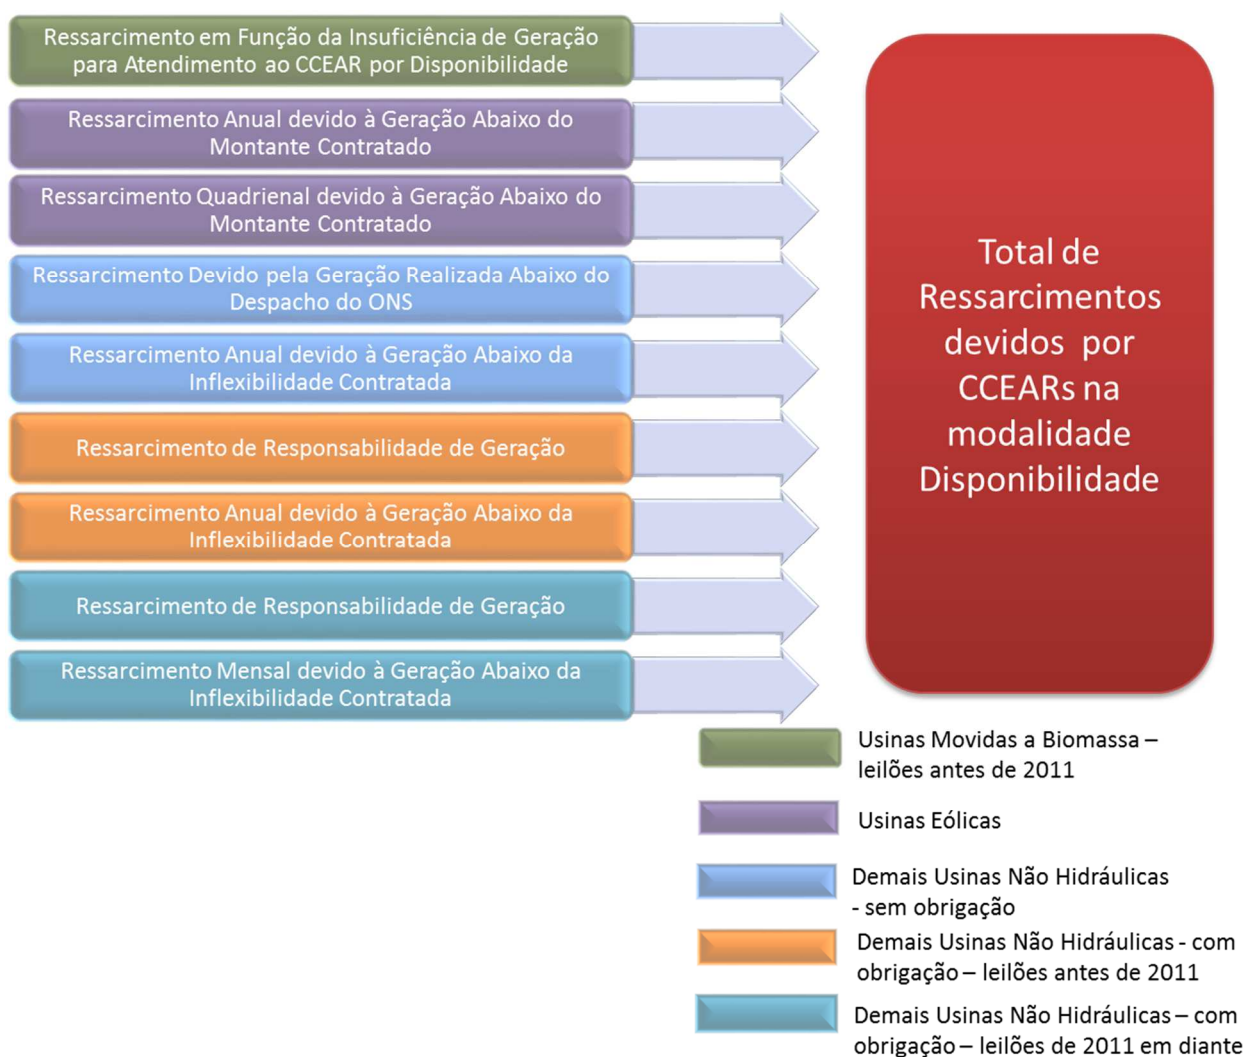 Ressarcimento em Função da Insuficiência de Geração
para Atendimento ao CCEAR por Disponibilidade
Ressarcimento Anual devido à Geração Abaixo do
Montante Contratado
Ressarcimento Quadrienal devido à Geração Abaixo do
Montante Contratado
Ressarcimento Devido pela Geração Realizada Abaixo do
Despacho do ONS
Ressarcimento Anual devido à Geração Abaixo da
Inflexibilidade Contratada
Ressarcimento de Responsabilidade de Geração
Ressarcimento Anual devido à Geração Abaixo da
Inflexibilidade Contratada
Ressarcimento de Responsabilidade de Geração
Ressarcimento Mensal devido à Geração Abaixo da
Inflexibilidade Contratada
Total de
Ressarcimentos
devidos por
CCEARs na
modalidade
Disponibilidade
Usinas Movidas a Biomassa –
leilões antes de 2011
Usinas Eólicas
Demais Usinas Não Hidráulicas
- sem obrigação
Demais Usinas Não Hidráulicas - com
obrigação – leilões antes de 2011
Demais Usinas Não Hidráulicas – com
obrigação – leilões de 2011 em diante